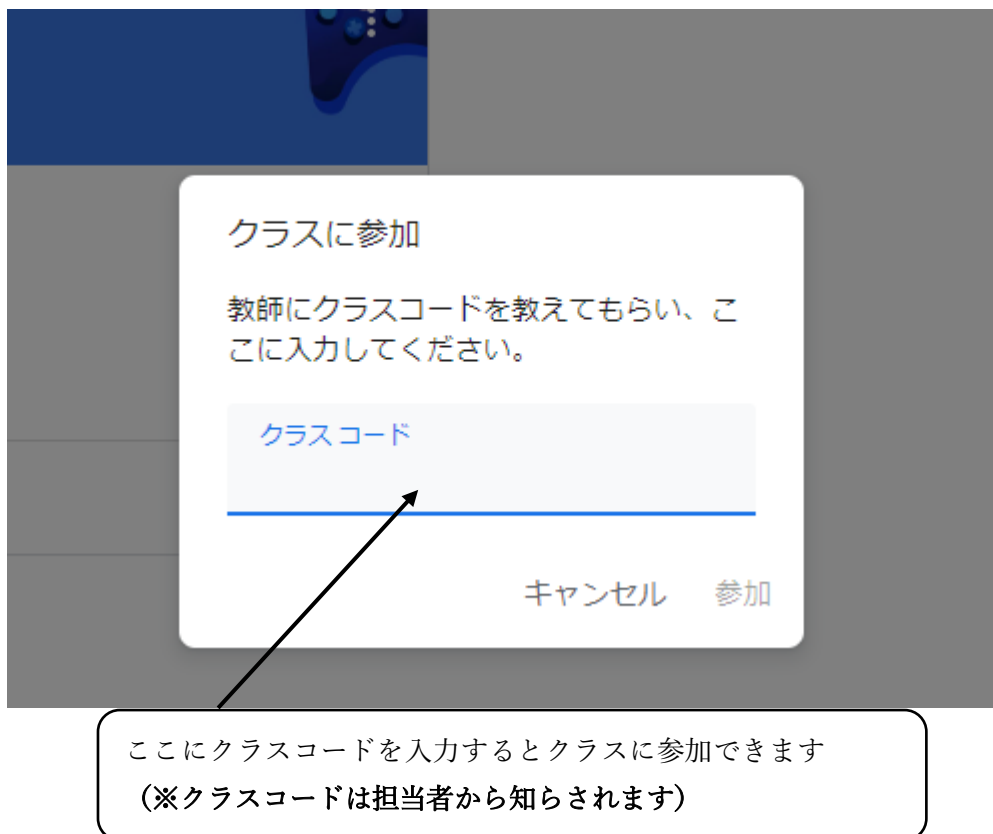 クラスに参加
教師にクラスコードを教えてもらい、こ
こに入力してください。
クラス コード
キャンセル 参加
ここにクラスコードを入力するとクラスに参加できます
（※クラスコードは担当者から知らされます）